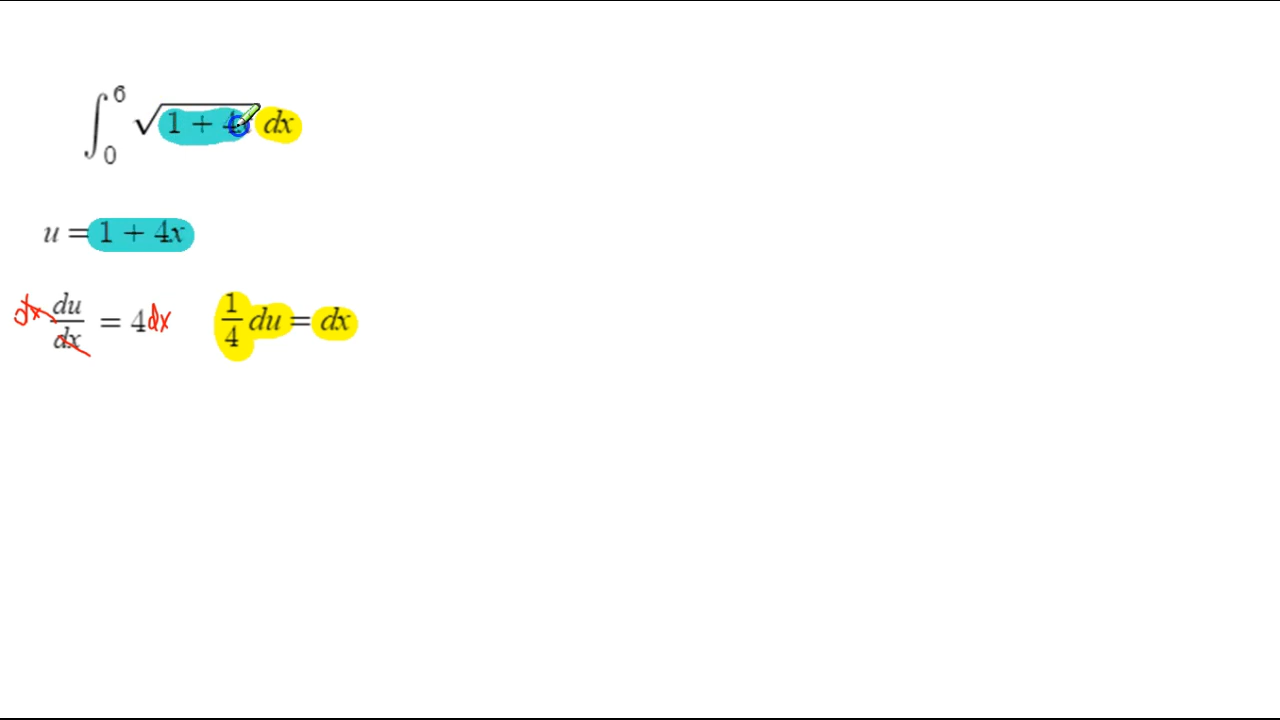 ∫₀⁶ √(1 + 4x) dx
u = 1 + 4x
dx du/dx = 4dx 1/4 du = dx